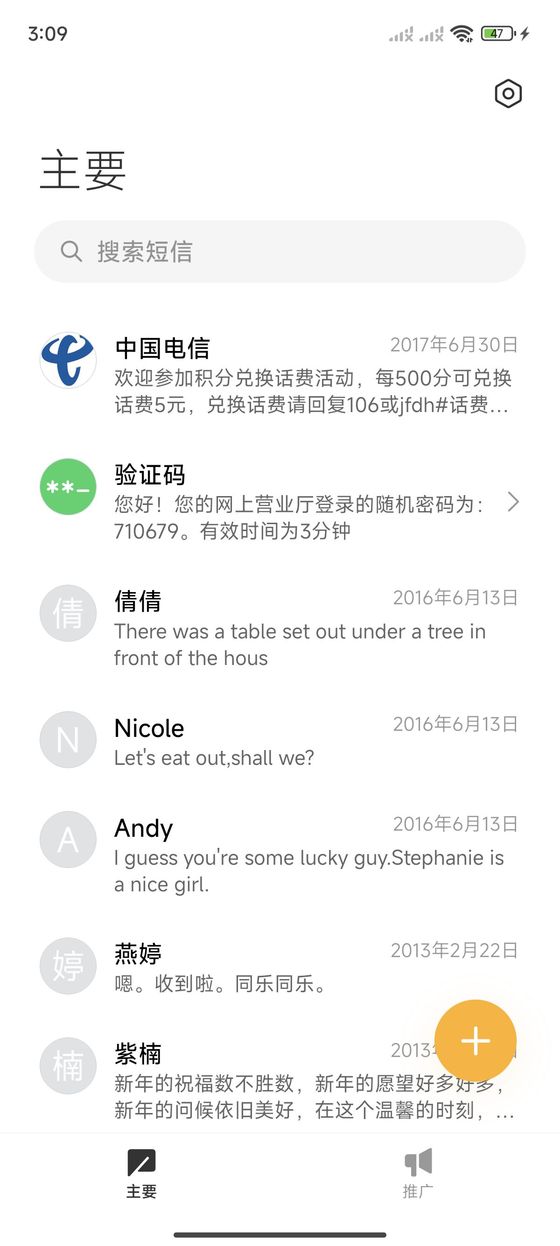 3:09
47
主要
搜索短信
中国电信
2017年6月30日
欢迎参加积分兑换话费活动，每500分可兑换
话费5元，兑换话费请回复106或jfdh#话费…
**_
验证码
您好！您的网上营业厅登录的随机密码为：
710679。有效时间为3分钟
倩
倩倩
2016年6月13日
There was a table set out under a tree in
front of the hous
N
Nicole
2016年6月13日
Let's eat out,shall we?
A
Andy
2016年6月13日
I guess you're some lucky guy.Stephanie is
a nice girl.
婷
燕婷
2013年2月22日
嗯。收到啦。同乐同乐。
楠
紫楠
2013
新年的祝福数不胜数，新年的愿望好多好多，
新年的问候依旧美好，在这个温馨的时刻，…
主要
推广